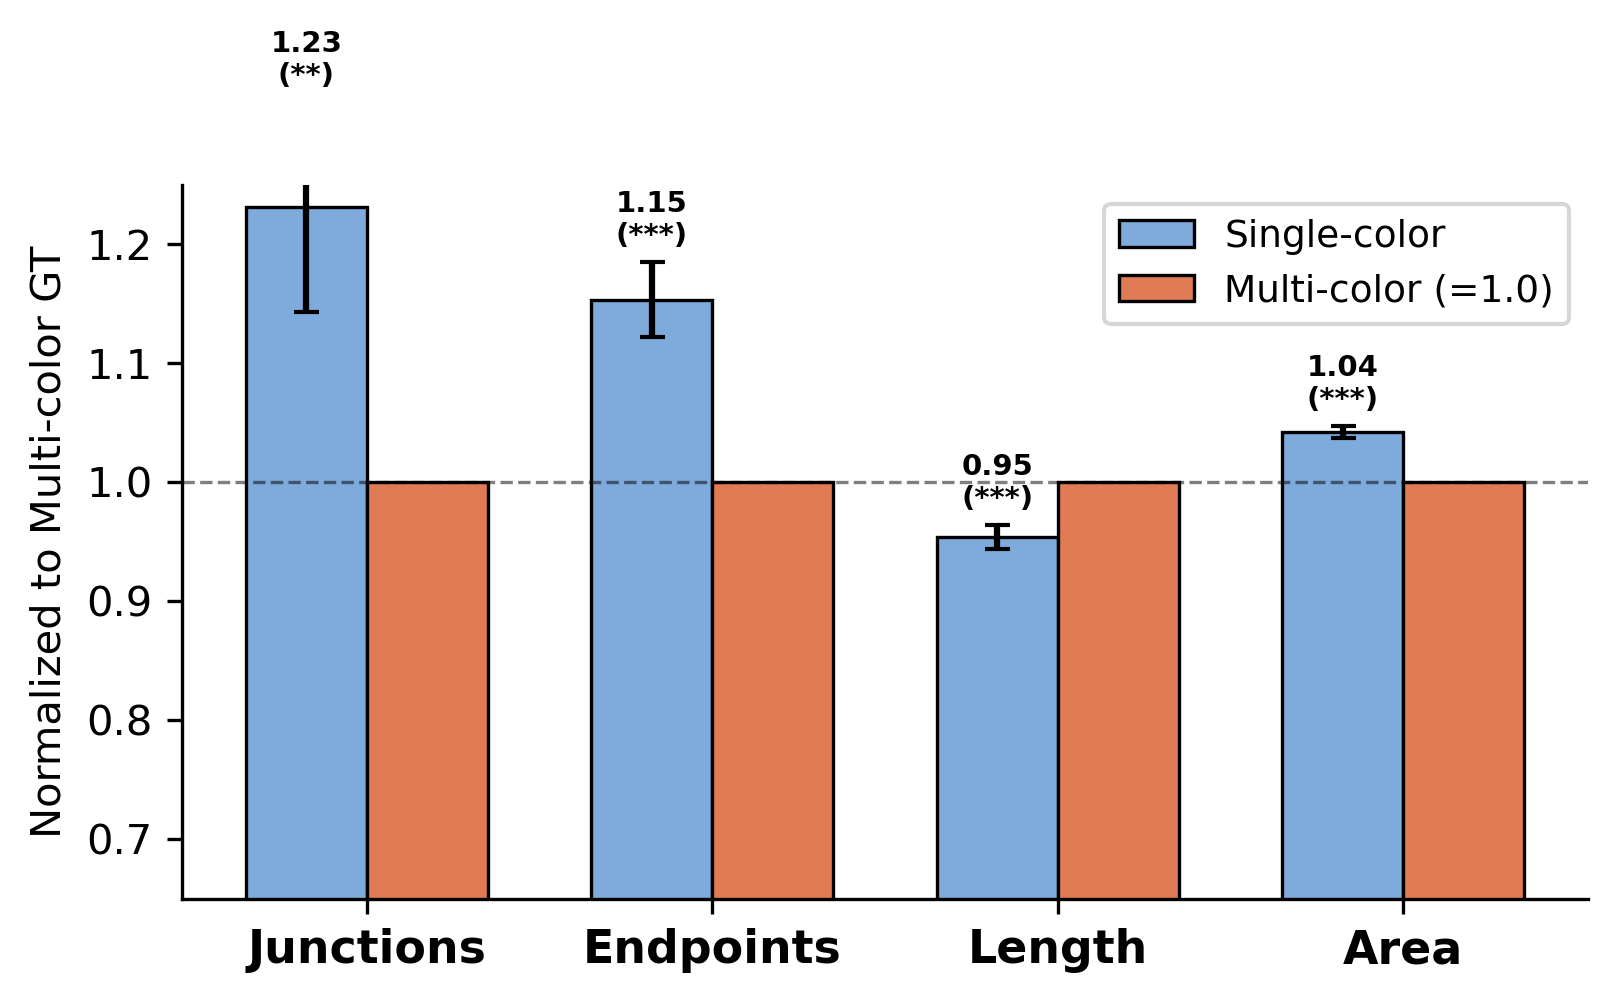 1.23
(**)
1.15
(***)
0.95
(***)
1.04
(***)
Single-color
Multi-color (=1.0)
Normalized to Multi-color GT
1.2
1.1
1.0
0.9
0.8
0.7
Junctions
Endpoints
Length
Area